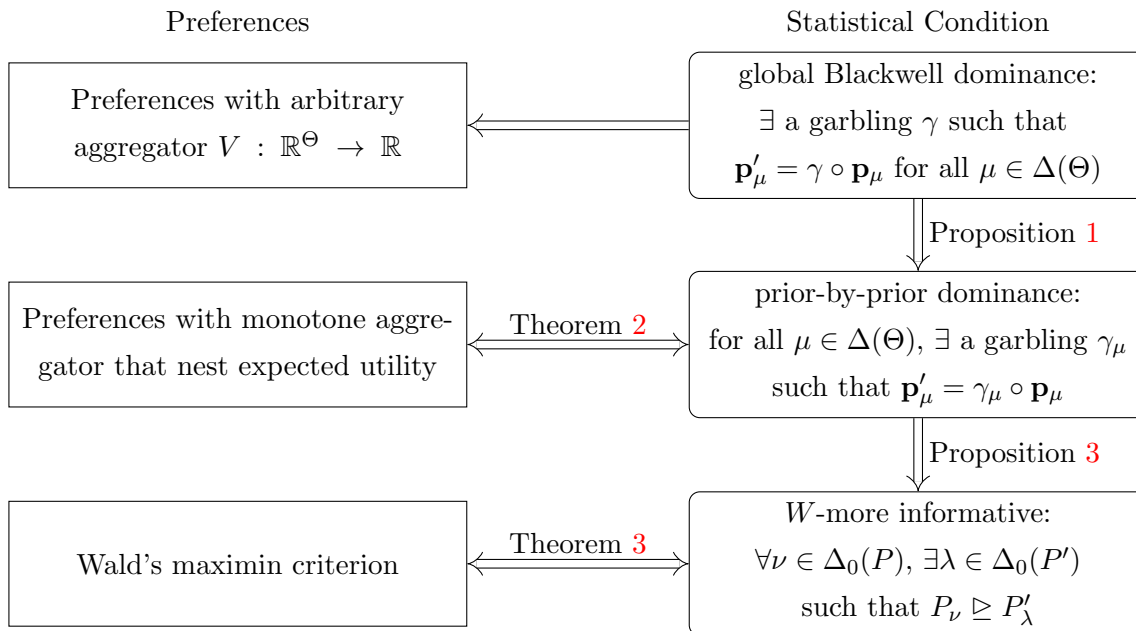 Preferences
Statistical Condition
Preferences with arbitrary
aggregator V : ℝ^Θ → ℝ
global Blackwell dominance:
∃ a garbling γ such that
𝐩′_μ = γ ∘ 𝐩_μ for all μ ∈ Δ(Θ)
Proposition 1
Preferences with monotone aggre-
gator that nest expected utility
Theorem 2
prior-by-prior dominance:
for all μ ∈ Δ(Θ), ∃ a garbling γ_μ
such that 𝐩′_μ = γ_μ ∘ 𝐩_μ
Proposition 3
Wald's maximin criterion
Theorem 3
W-more informative:
∀ν ∈ Δ₀(P), ∃λ ∈ Δ₀(P′)
such that P_ν ⊵ P′_λ